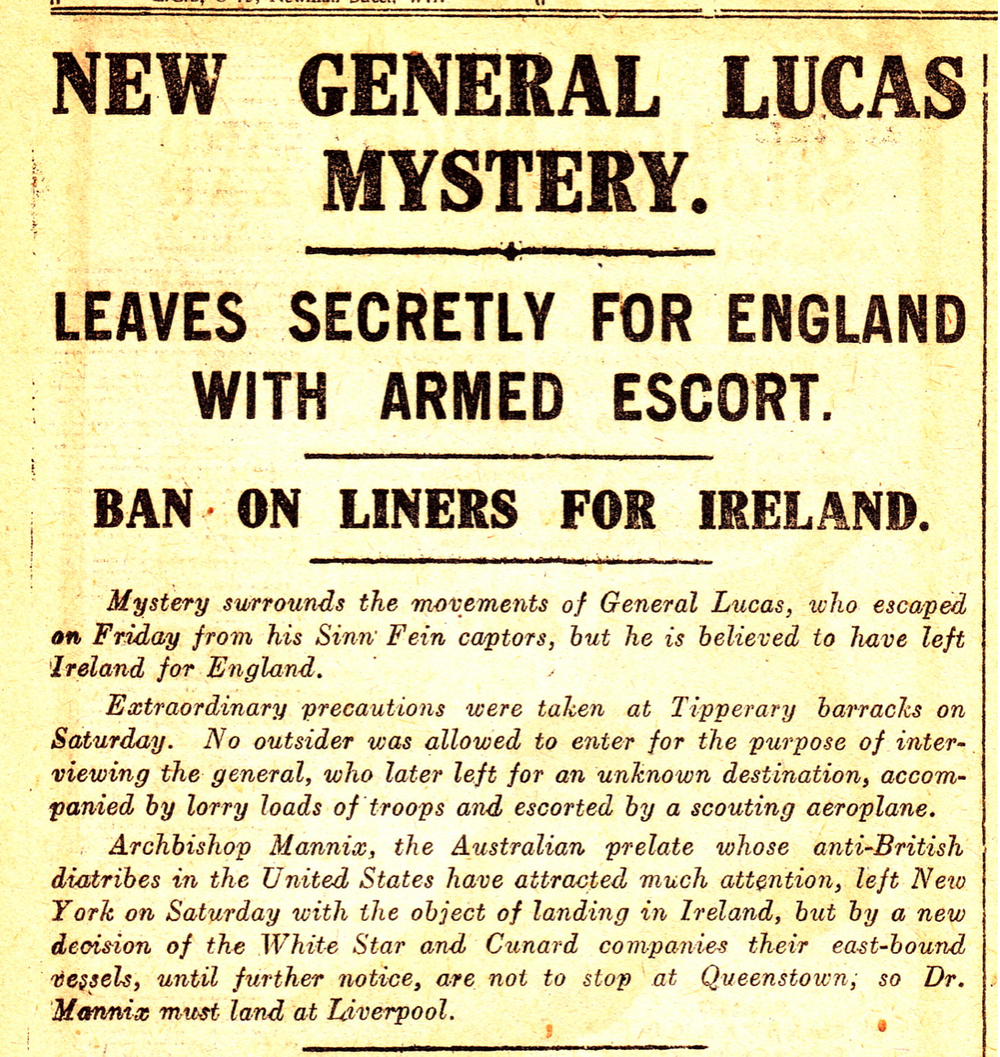 NEW GENERAL LUCAS
MYSTERY.
LEAVES SECRETLY FOR ENGLAND
WITH ARMED ESCORT.
BAN ON LINERS FOR IRELAND.
Mystery surrounds the movements of General Lucas, who escaped
on Friday from his Sinn Fein captors, but he is believed to have left
Ireland for England.
Extraordinary precautions were taken at Tipperary barracks on
Saturday. No outsider was allowed to enter for the purpose of inter-
viewing the general, who later left for an unknown destination, accom-
panied by lorry loads of troops and escorted by a scouting aeroplane.
Archbishop Mannix, the Australian prelate whose anti-British
diatribes in the United States have attracted much attention, left New
York on Saturday with the object of landing in Ireland, but by a new
decision of the White Star and Cunard companies their east-bound
vessels, until further notice, are not to stop at Queenstown; so Dr.
Mannix must land at Liverpool.